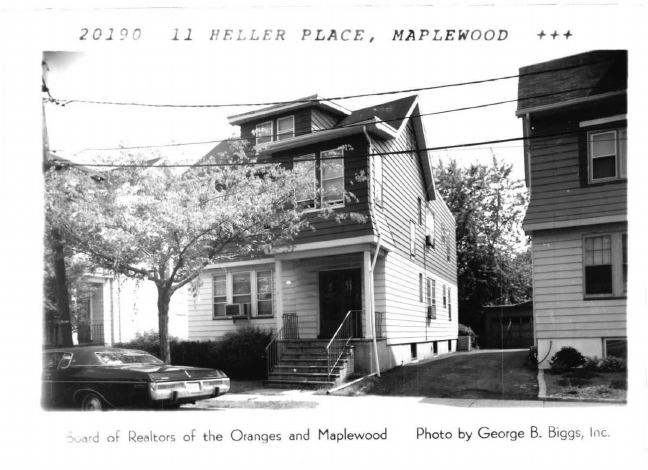 20190 11 HELLER PLACE, MAPLEWOOD +++
Board of Realtors of the Oranges and Maplewood Photo by George B. Biggs, Inc.